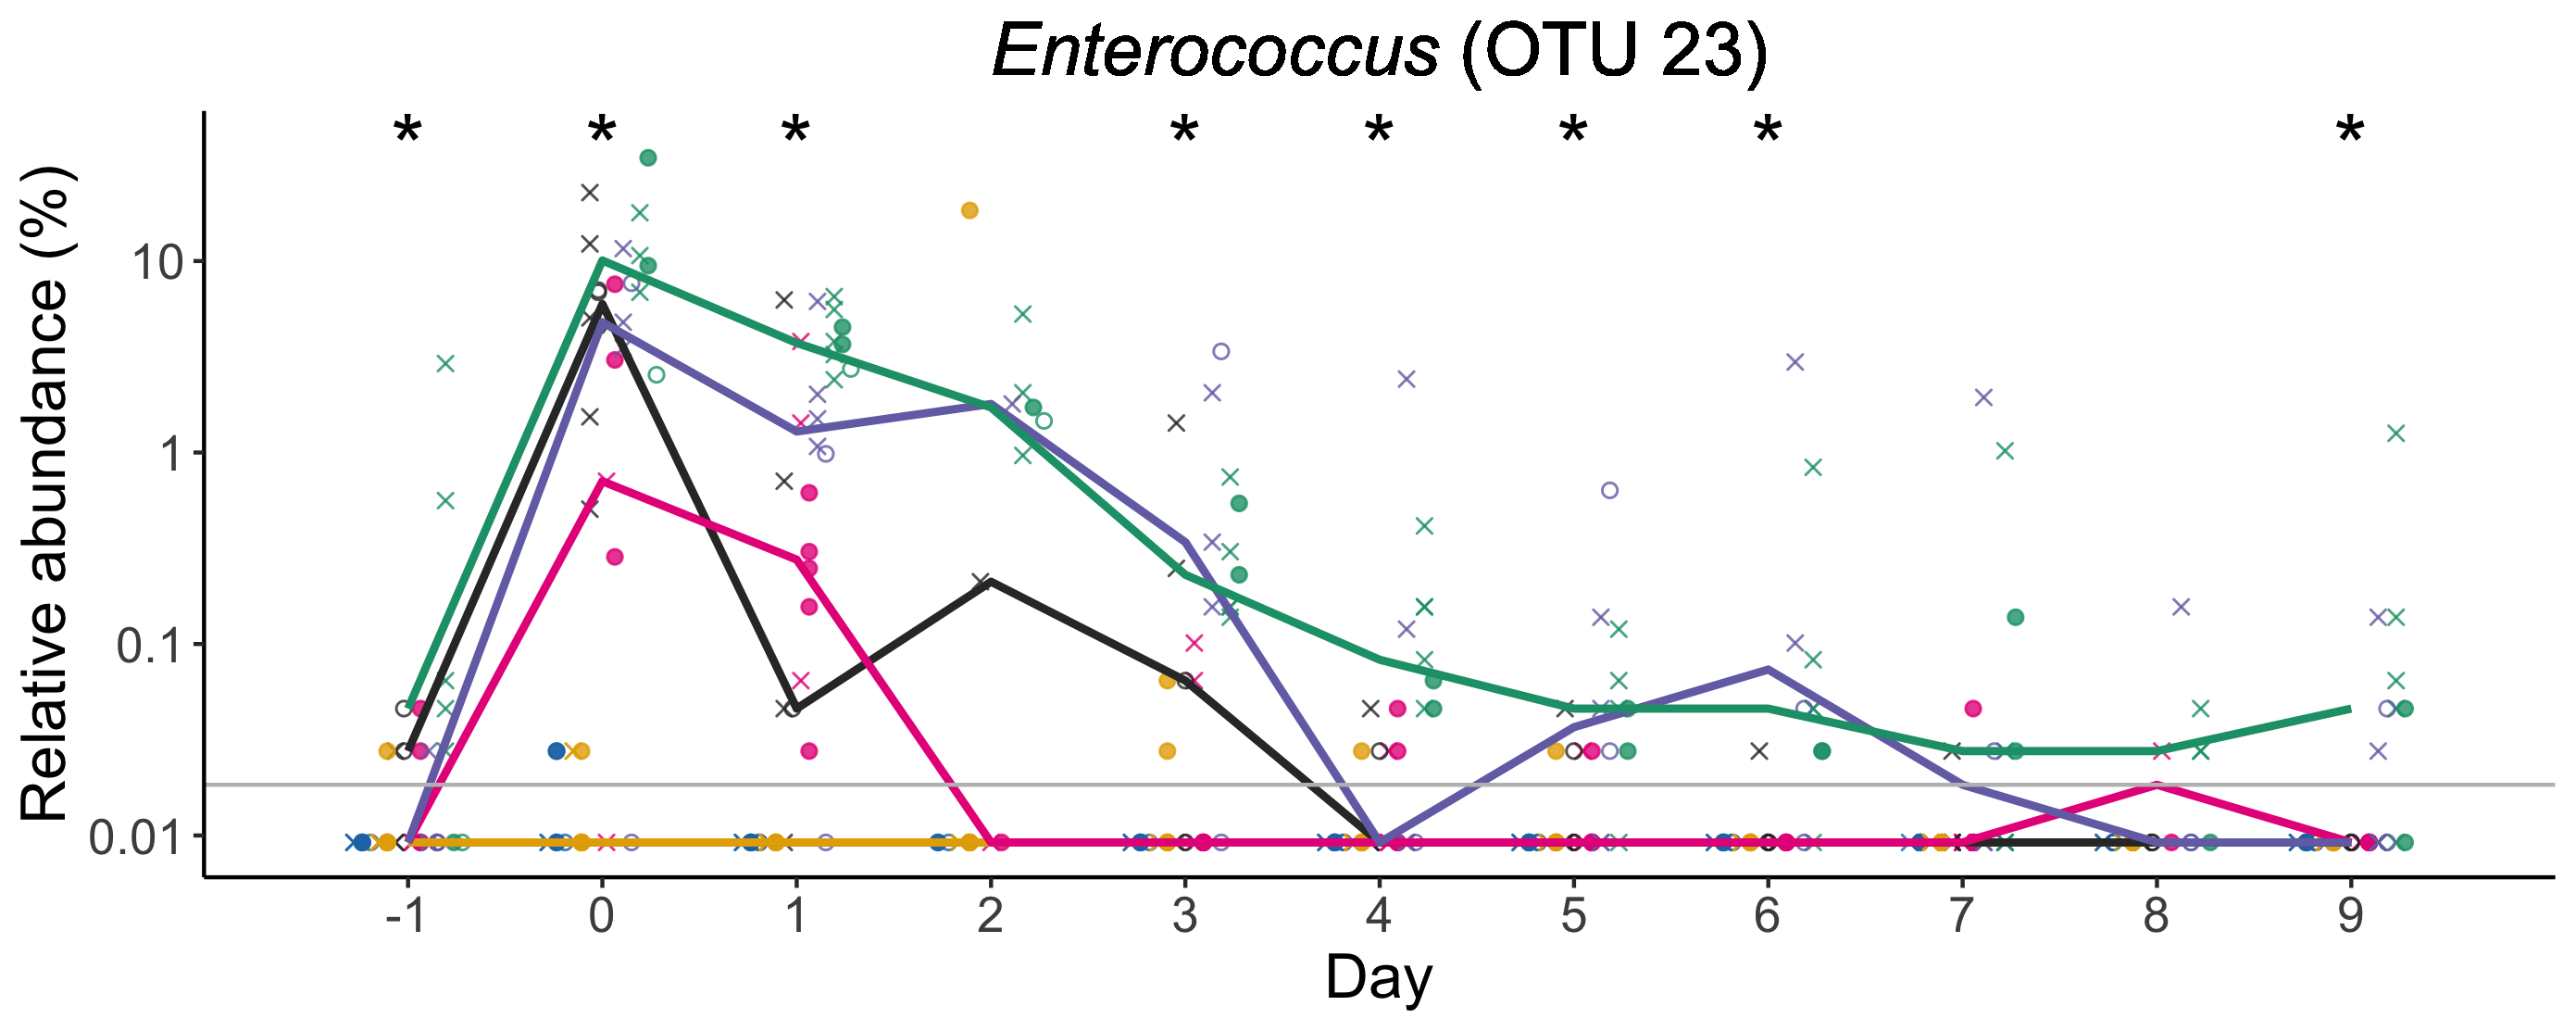 Enterococcus (OTU 23)
* * * * * * * *
Relative abundance (%)
10
1
0.1
0.01
-1 0 1 2 3 4 5 6 7 8 9
Day